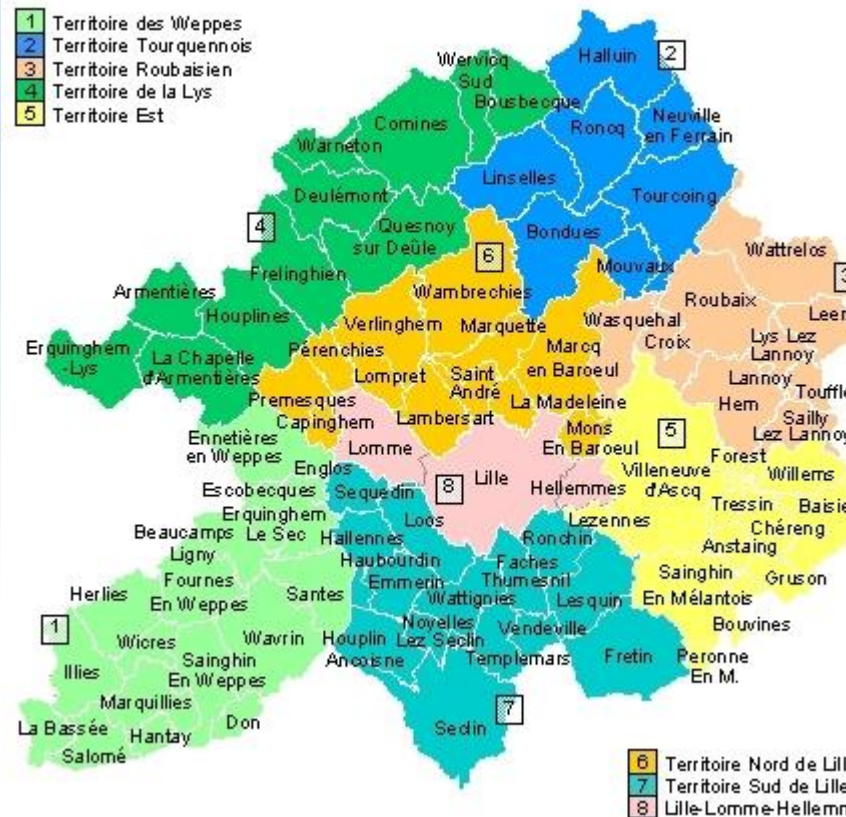 1 Territoire des Weppes
2 Territoire Tourquennois
3 Territoire Roubaisien
4 Territoire de la Lys
5 Territoire Est
Halluin
2
Wervicq
Sud
Bousbecque
Comines
Roncq
Neuville
en Ferrain
Warneton
Linselles
Deulémont
Tourcoing
4
Quesnoy
sur Deûle
Bondues
6
Wattrelos
Frelinghien
Mouvaux
3
Armentières
Wambrechies
Roubaix
Houplines
Verlinghem
Marquette
Wasquehal
Leers
Erquinghem
-Lys
La Chapelle
d'Armentières
Pérenchies
Marcq
en Baroeul
Croix
Lys Lez
Lannoy
Lompret
Saint
André
Lannoy
Premesques
La Madeleine
Hem
Capinghem
Lambersart
Mons
En Baroeul
5
Sailly
Lez Lannoy
Ennetières
en Weppes
Lomme
Forest
Englos
Lille
Villeneuve
d'Ascq
Willems
Escobecques
Sequedin
8
Hellemmes
Tressin
Erquinghem
Le Sec
Loos
Lezennes
Chéreng
Beaucamps
Ligny
Hallennes
Ronchin
Anstaing
Haubourdin
Faches
Thumesnil
Fournes
En Weppes
Emmerin
Sainghin
En Mélantois
Gruson
Herlies
Santes
Wattignies
Lesquin
1
Noyelles
Lez Seclin
Vendeville
Bouvines
Wicres
Wavrin
Houplin
Ancoisne
Templemars
Fretin
Peronne
En M.
Illies
Sainghin
En Weppes
Marquillies
7
La Bassée
Don
Seclin
Hantay
Salomé
6 Territoire Nord de Lill
7 Territoire Sud de Lille
8 Lille-Lomme-Hellemm